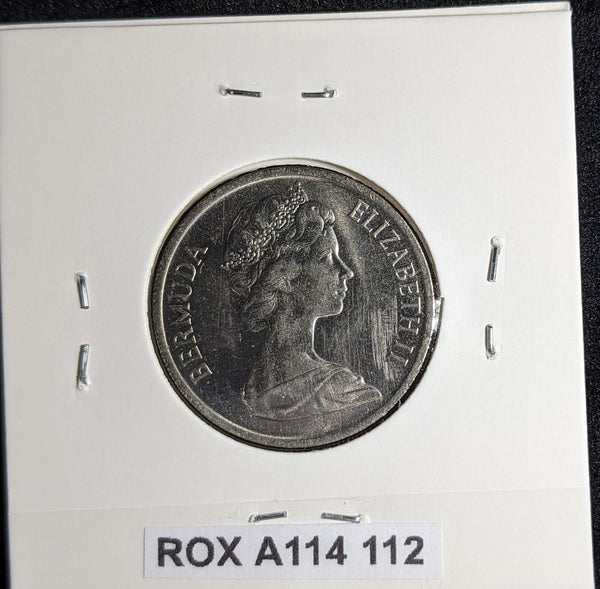 BERMUDA
ELIZABETH II
ROX A114 112